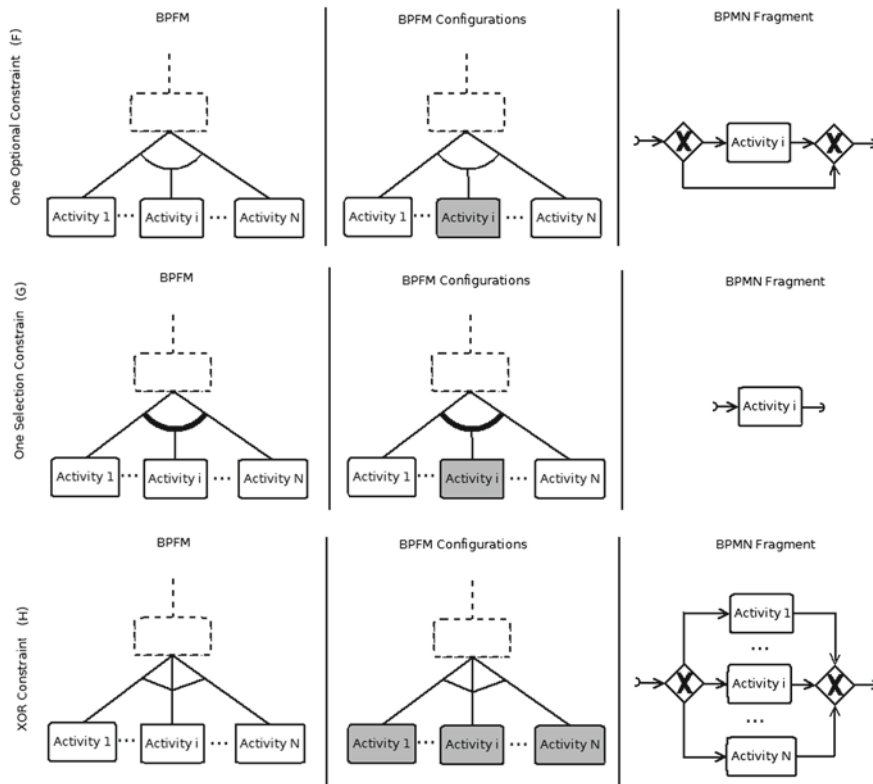 BPFM
BPFM Configurations
BPMN Fragment
One Optional Constraint (F)
Activity 1 ... Activity i ... Activity N
Activity 1 ... Activity i ... Activity N
X Activity i X
BPFM
BPFM Configurations
BPMN Fragment
One Selection Constrain (G)
Activity 1 ... Activity i ... Activity N
Activity 1 ... Activity i ... Activity N
Activity i
BPFM
BPFM Configurations
BPMN Fragment
XOR Constraint (H)
Activity 1 ... Activity i ... Activity N
Activity 1 ... Activity i ... Activity N
Activity 1
...
X Activity i X
...
Activity N